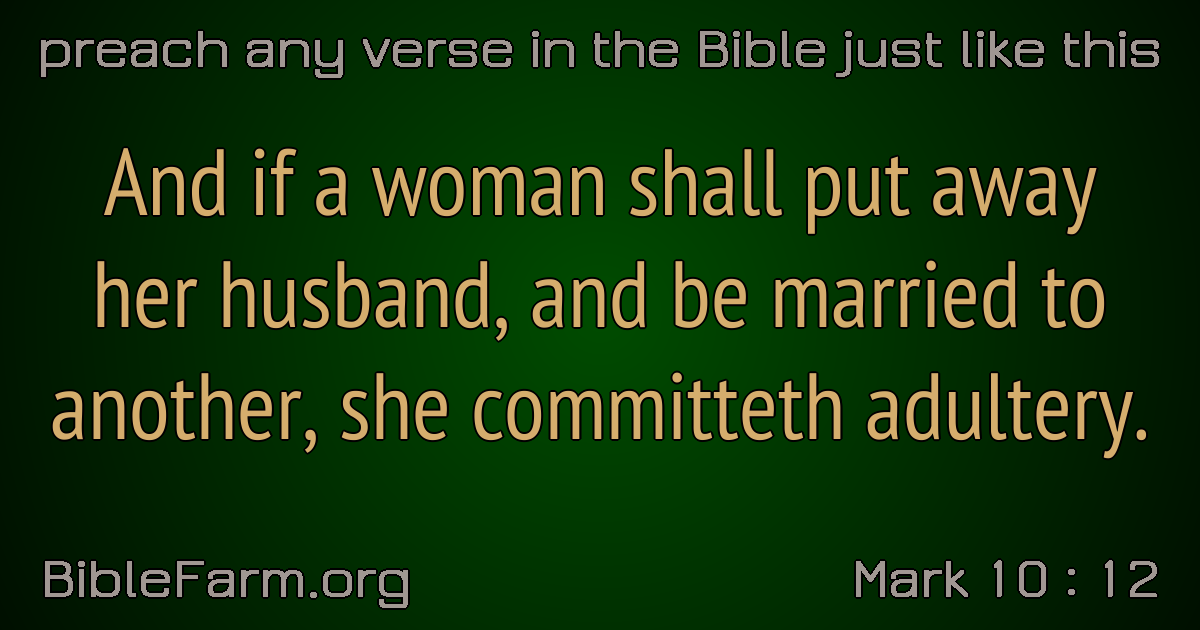 preach any verse in the Bible just like this
And if a woman shall put away
her husband, and be married to
another, she committeth adultery.
BibleFarm.org
Mark 10 : 12